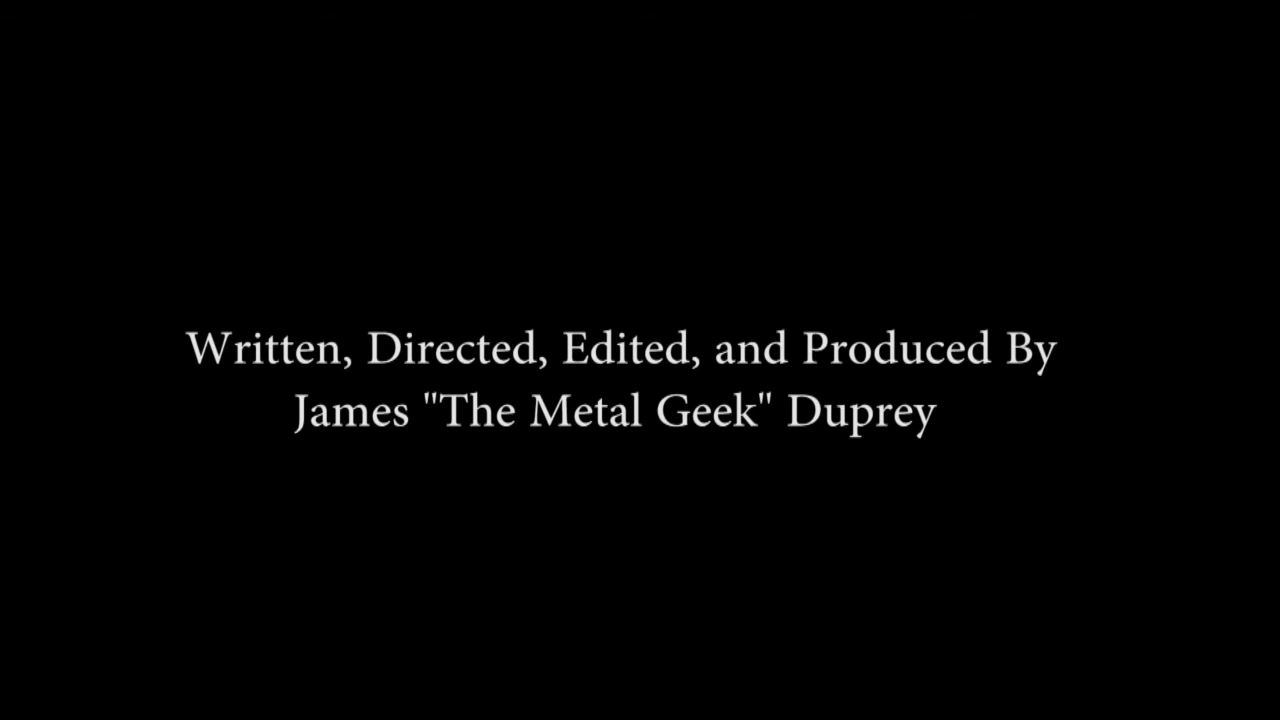 Written, Directed, Edited, and Produced By
James "The Metal Geek" Duprey